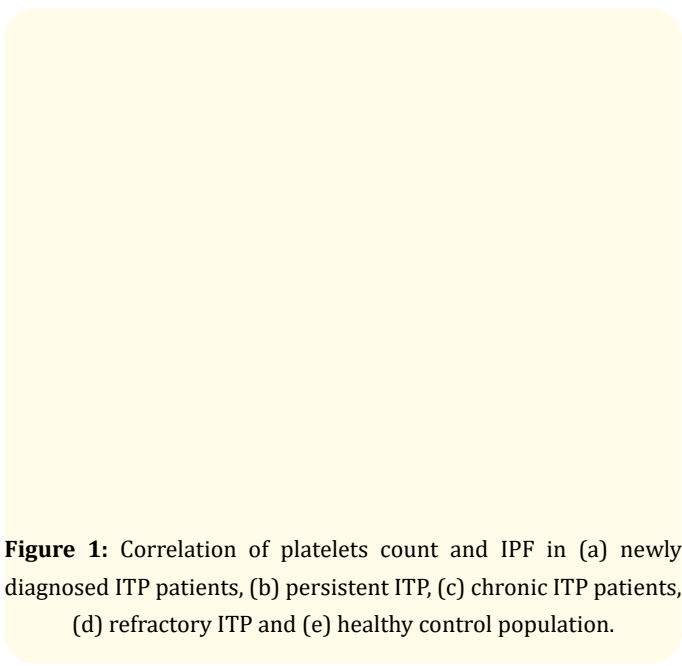 Figure 1: Correlation of platelets count and IPF in (a) newly
diagnosed ITP patients, (b) persistent ITP, (c) chronic ITP patients,
(d) refractory ITP and (e) healthy control population.